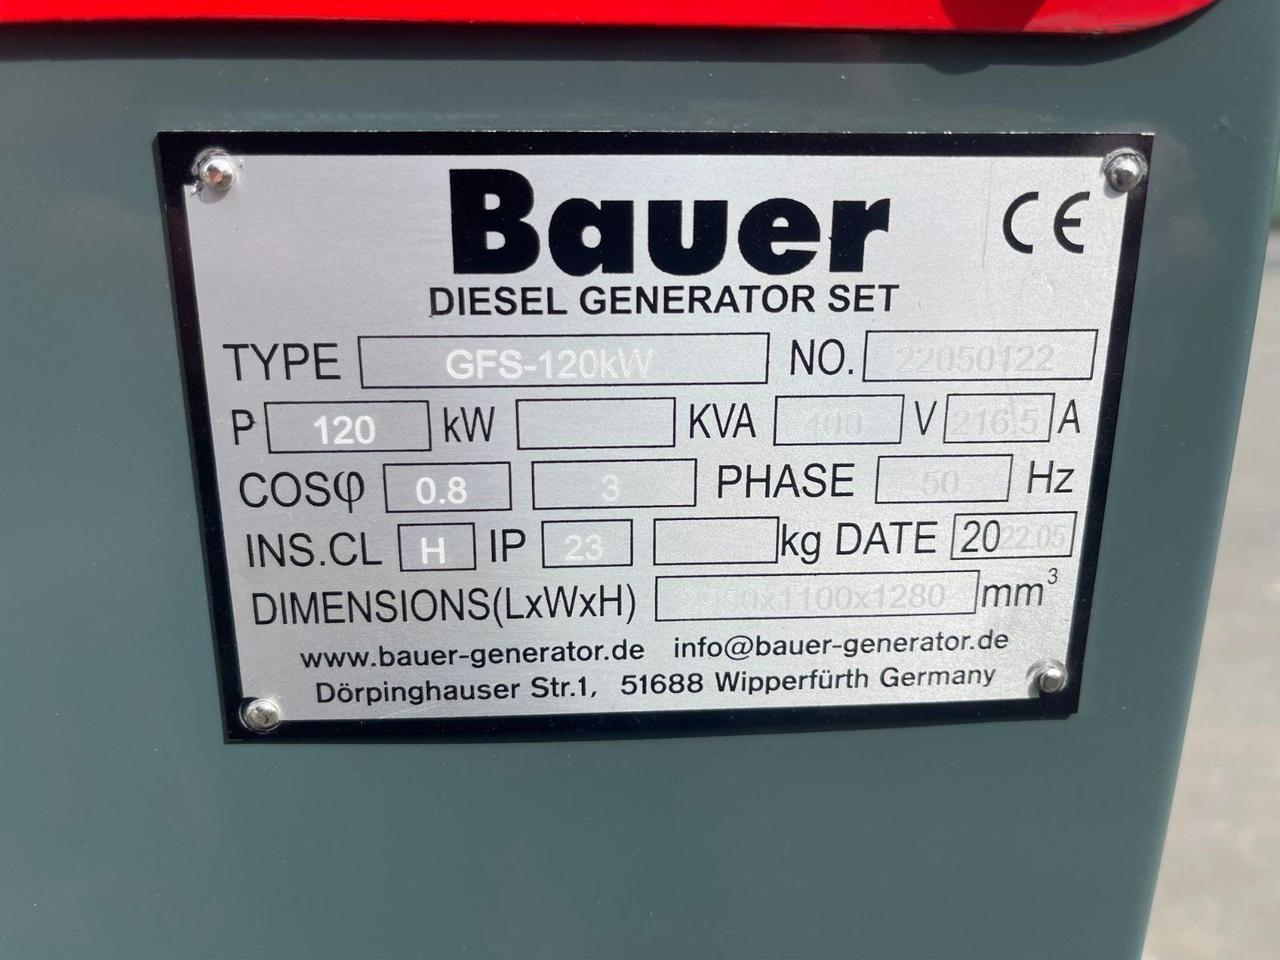 Bauer CE
DIESEL GENERATOR SET
TYPE GFS-120kW NO. 22050122
P 120 kW KVA 400 V 216.5 A
COSφ 0.8 3 PHASE 50 Hz
INS.CL H IP 23 kg DATE 2022.05
DIMENSIONS(LxWxH) mm³
www.bauer-generator.de info@bauer-generator.de
Dörpinghauser Str.1, 51688 Wipperfürth Germany